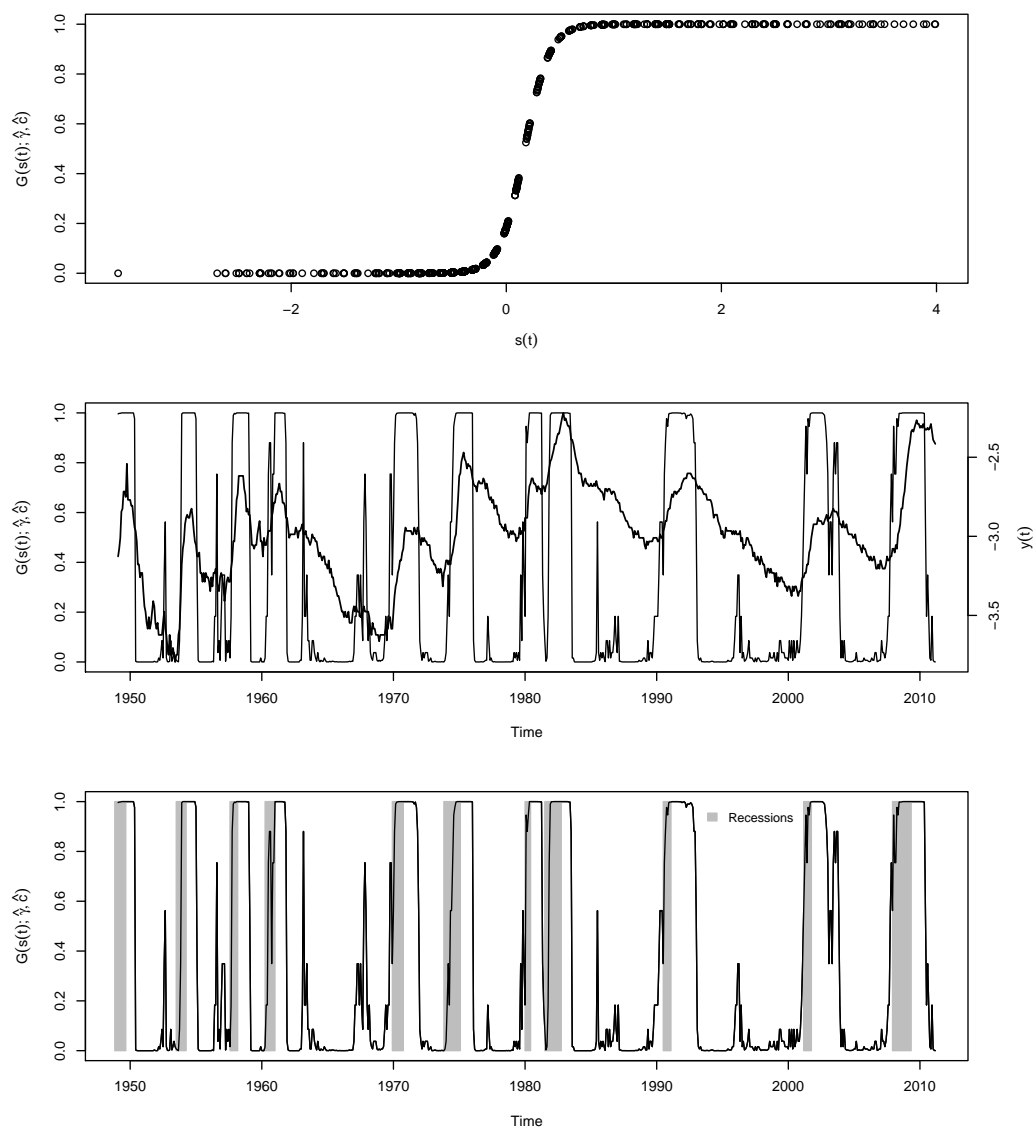 G(s(t); γ̂, ĉ)
0.0 0.2 0.4 0.6 0.8 1.0
−2 0 2 4
s(t)
G(s(t); γ̂, ĉ)
0.0 0.2 0.4 0.6 0.8 1.0
−3.5 −3.0 −2.5
y(t)
1950 1960 1970 1980 1990 2000 2010
Time
G(s(t); γ̂, ĉ)
0.0 0.2 0.4 0.6 0.8 1.0
Recessions
1950 1960 1970 1980 1990 2000 2010
Time